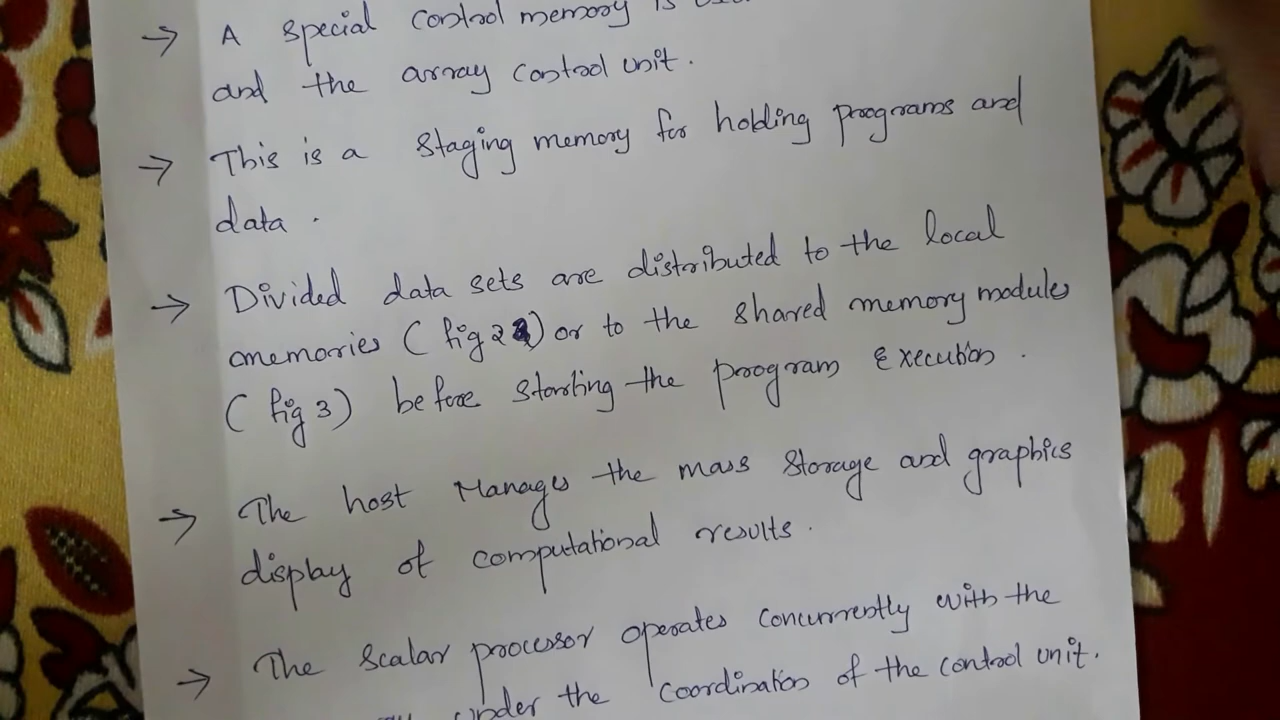 → A special control memory is
and the array control unit.
→ This is a staging memory for holding programs and
data.
→ Divided data sets are distributed to the local
memories (fig 2) or to the shared memory modules
(fig 3) before starting the program Execution.
→ The host Manages the mass storage and graphics
display of computational results.
→ The scalar processor operates concurrently with the
under the coordination of the control unit.